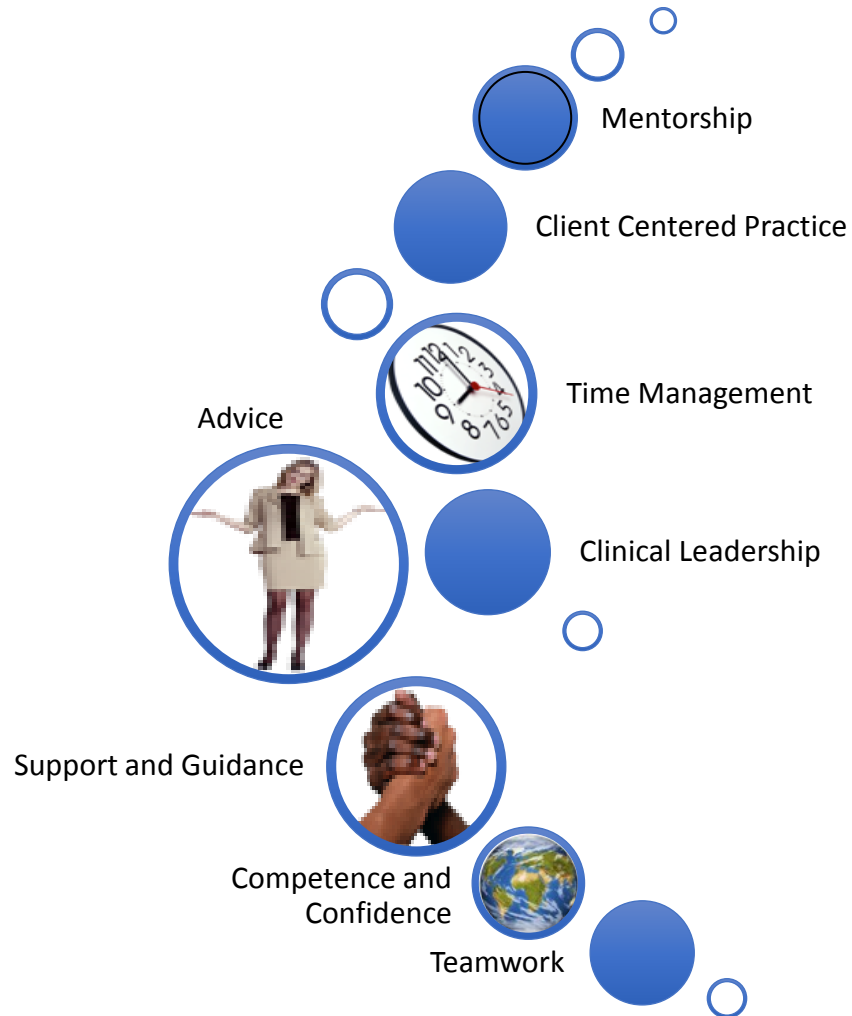 Mentorship
Client Centered Practice
Time Management
Advice
Clinical Leadership
Support and Guidance
Competence and
Confidence
Teamwork